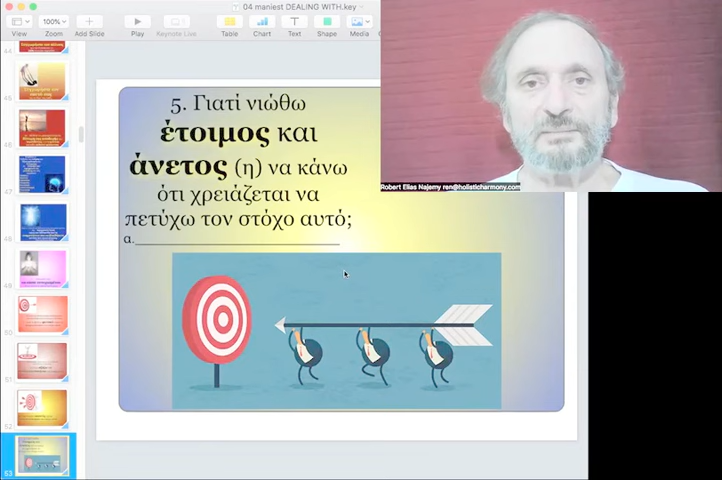 04 maniest DEALING WITH.key
View
100%
Zoom
Add Slide
Play
Keynote Live
Table
Chart
Text
Shape
Media
5. Γιατί νιώθω
έτοιμος και
άνετος (η) να κάνω
ότι χρειάζεται να
πετύχω τον στόχο αυτό;
α.
Robert Elias Najemy ren@holisticharmony.com
44
45
46
47
48
49
50
51
52
53